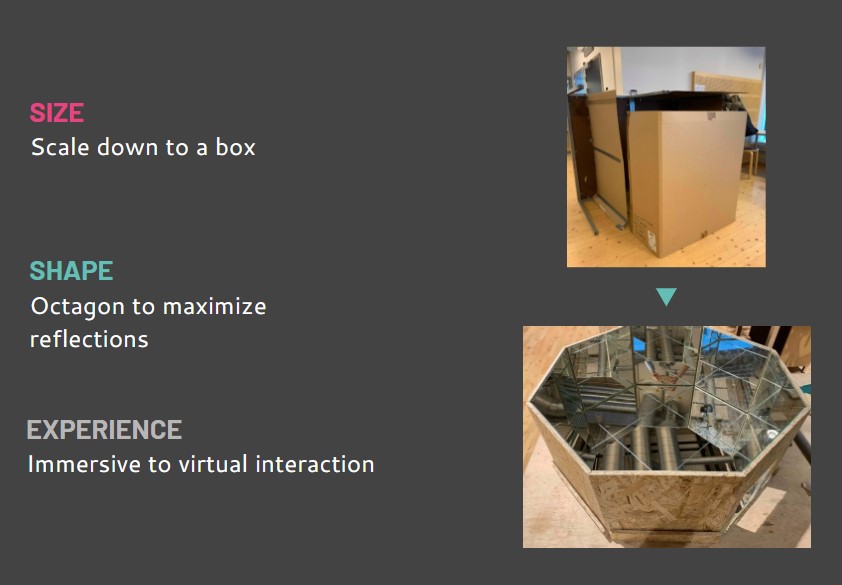 SIZE
Scale down to a box
SHAPE
Octagon to maximize
reflections
EXPERIENCE
Immersive to virtual interaction